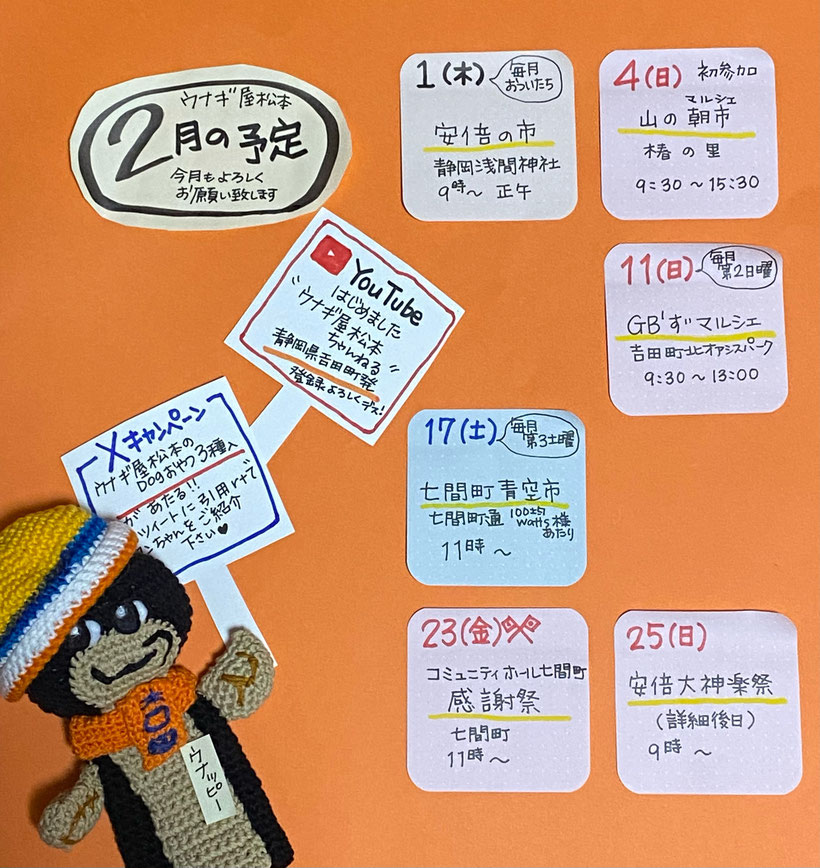 ウナギ屋松本
2月の予定
今月もよろしく
お願い致します
1(木)
毎月
おついたち
安倍の市
静岡浅間神社
9時〜 正午
4(日) 初参加
マルシェ
山の朝市
椿の里
9:30〜15:30
11(日)
毎月
第2日曜
GB'ずマルシェ
吉田町北オアシスパーク
9:30〜13:00
YouTube
はじめました
"ウナギ屋松本
ちゃんねる"
静岡県吉田町発
登録よろしくデス!
Xキャンペーン
ウナギ屋松本の
Dogおやつ3種入
があたる!!
ツイートに引用rtで
ンちゃんをご紹介
下さい♥
17(土)
毎月
第3土曜
七間町青空市
七間町通 100均
watts様
あたり
11時〜
23(金)
コミュニティホール七間町
感謝祭
七間町
11時〜
25(日)
安倍大神楽祭
(詳細後日)
9時〜
ウナッピー